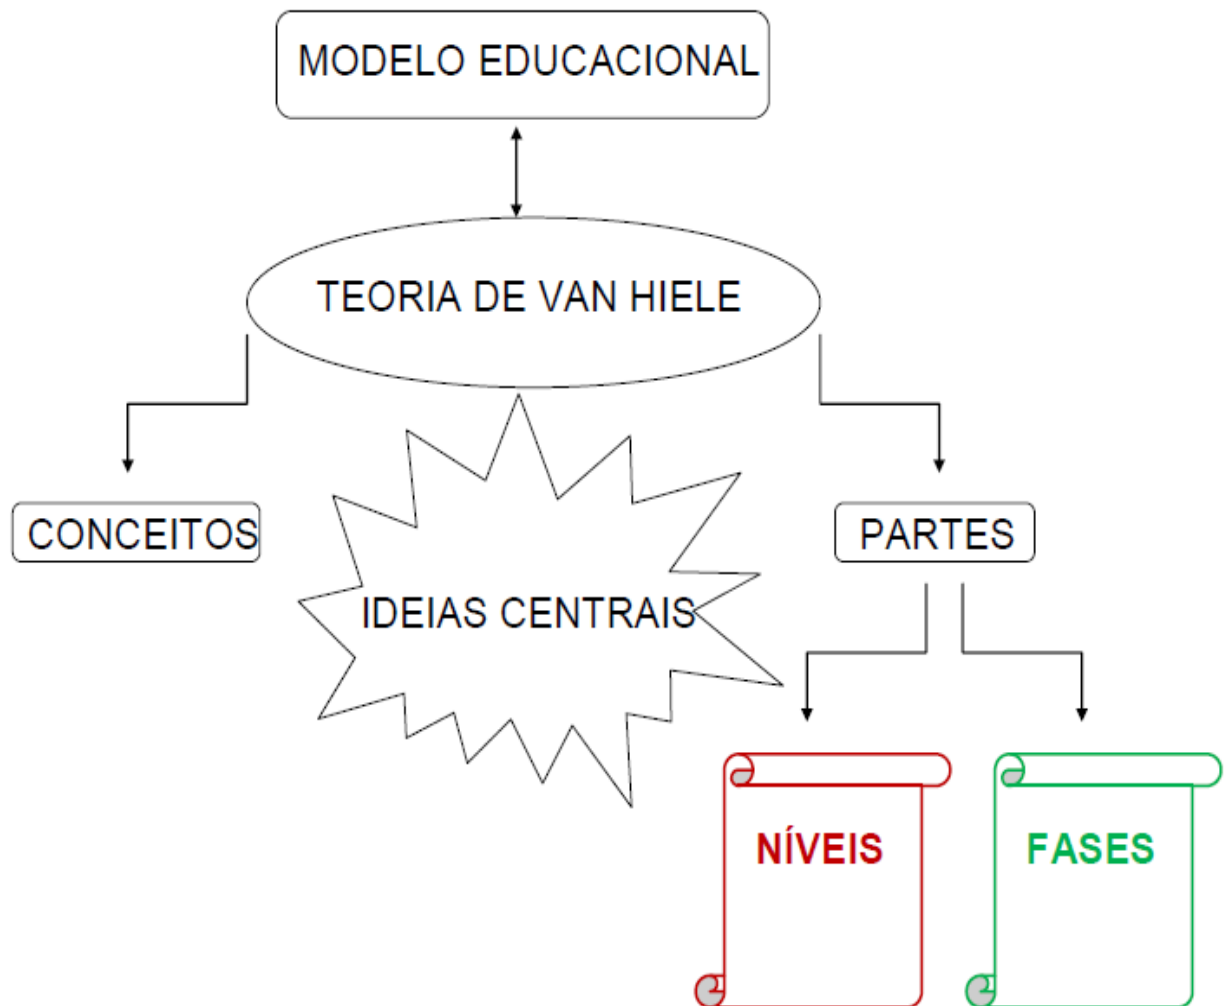 MODELO EDUCACIONAL
TEORIA DE VAN HIELE
CONCEITOS
IDEIAS CENTRAIS
PARTES
NÍVEIS
FASES